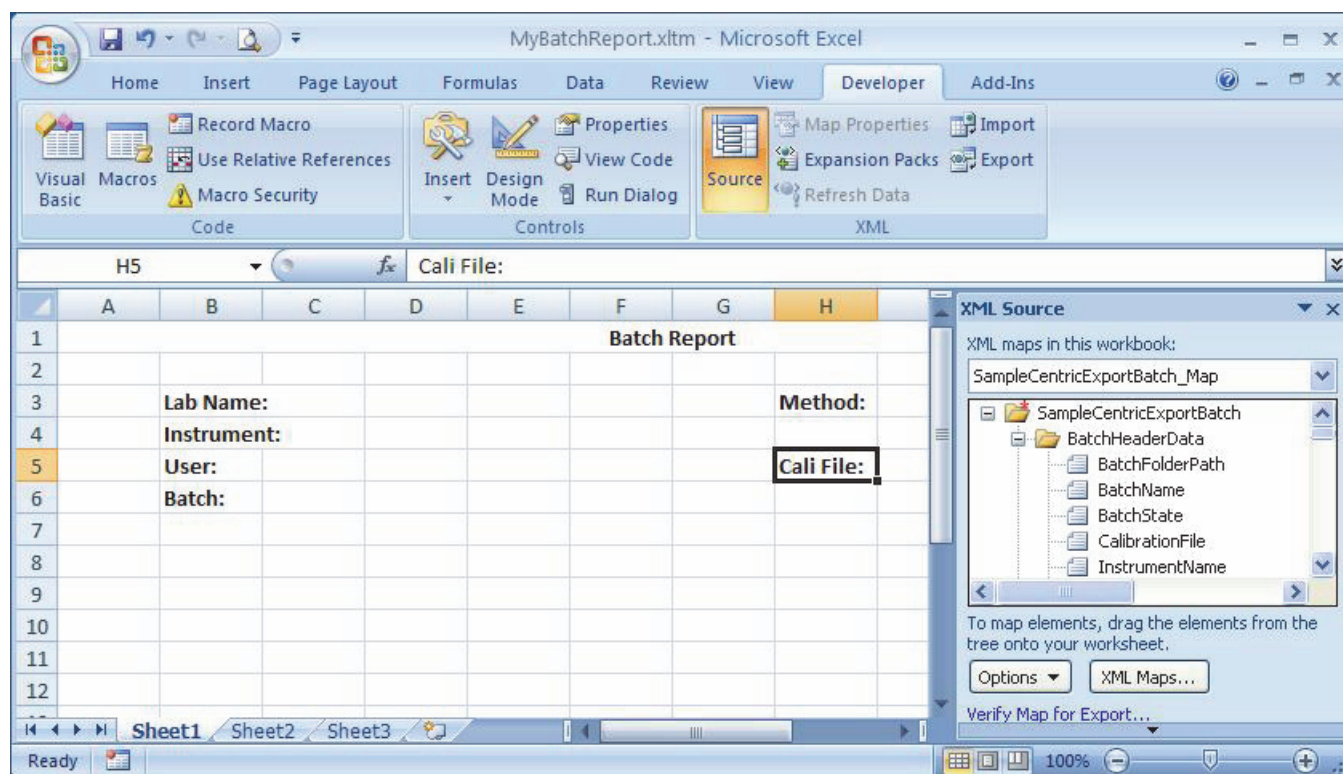 MyBatchReport.xltm - Microsoft Excel
Home Insert Page Layout Formulas Data Review View Developer Add-Ins
Visual Basic
Macros
Record Macro
Use Relative References
Macro Security
Code
Insert
Design Mode
Properties
View Code
Run Dialog
Controls
Source
Map Properties
Expansion Packs
Refresh Data
Import
Export
XML
H5 fx Cali File:
A B C D E F G H
1 Batch Report
2
3 Lab Name: Method:
4 Instrument:
5 User: Cali File:
6 Batch:
7
8
9
10
11
12
XML Source
XML maps in this workbook:
SampleCentricExportBatch_Map
SampleCentricExportBatch
BatchHeaderData
BatchFolderPath
BatchName
BatchState
CalibrationFile
InstrumentName
To map elements, drag the elements from the
tree onto your worksheet.
Options XML Maps...
Verify Map for Export...
Sheet1 Sheet2 Sheet3
Ready 100%